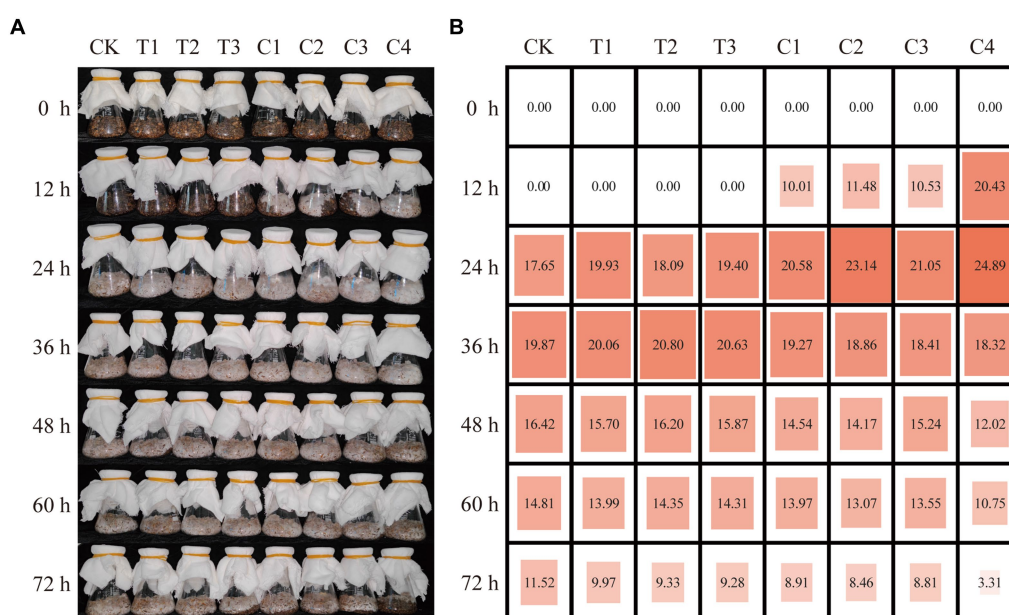 A
CK T1 T2 T3 C1 C2 C3 C4
0 h
12 h
24 h
36 h
48 h
60 h
72 h
B
CK T1 T2 T3 C1 C2 C3 C4
0 h 0.00 0.00 0.00 0.00 0.00 0.00 0.00 0.00
12 h 0.00 0.00 0.00 0.00 10.01 11.48 10.53 20.43
24 h 17.65 19.93 18.09 19.40 20.58 23.14 21.05 24.89
36 h 19.87 20.06 20.80 20.63 19.27 18.86 18.41 18.32
48 h 16.42 15.70 16.20 15.87 14.54 14.17 15.24 12.02
60 h 14.81 13.99 14.35 14.31 13.97 13.07 13.55 10.75
72 h 11.52 9.97 9.33 9.28 8.91 8.46 8.81 3.31